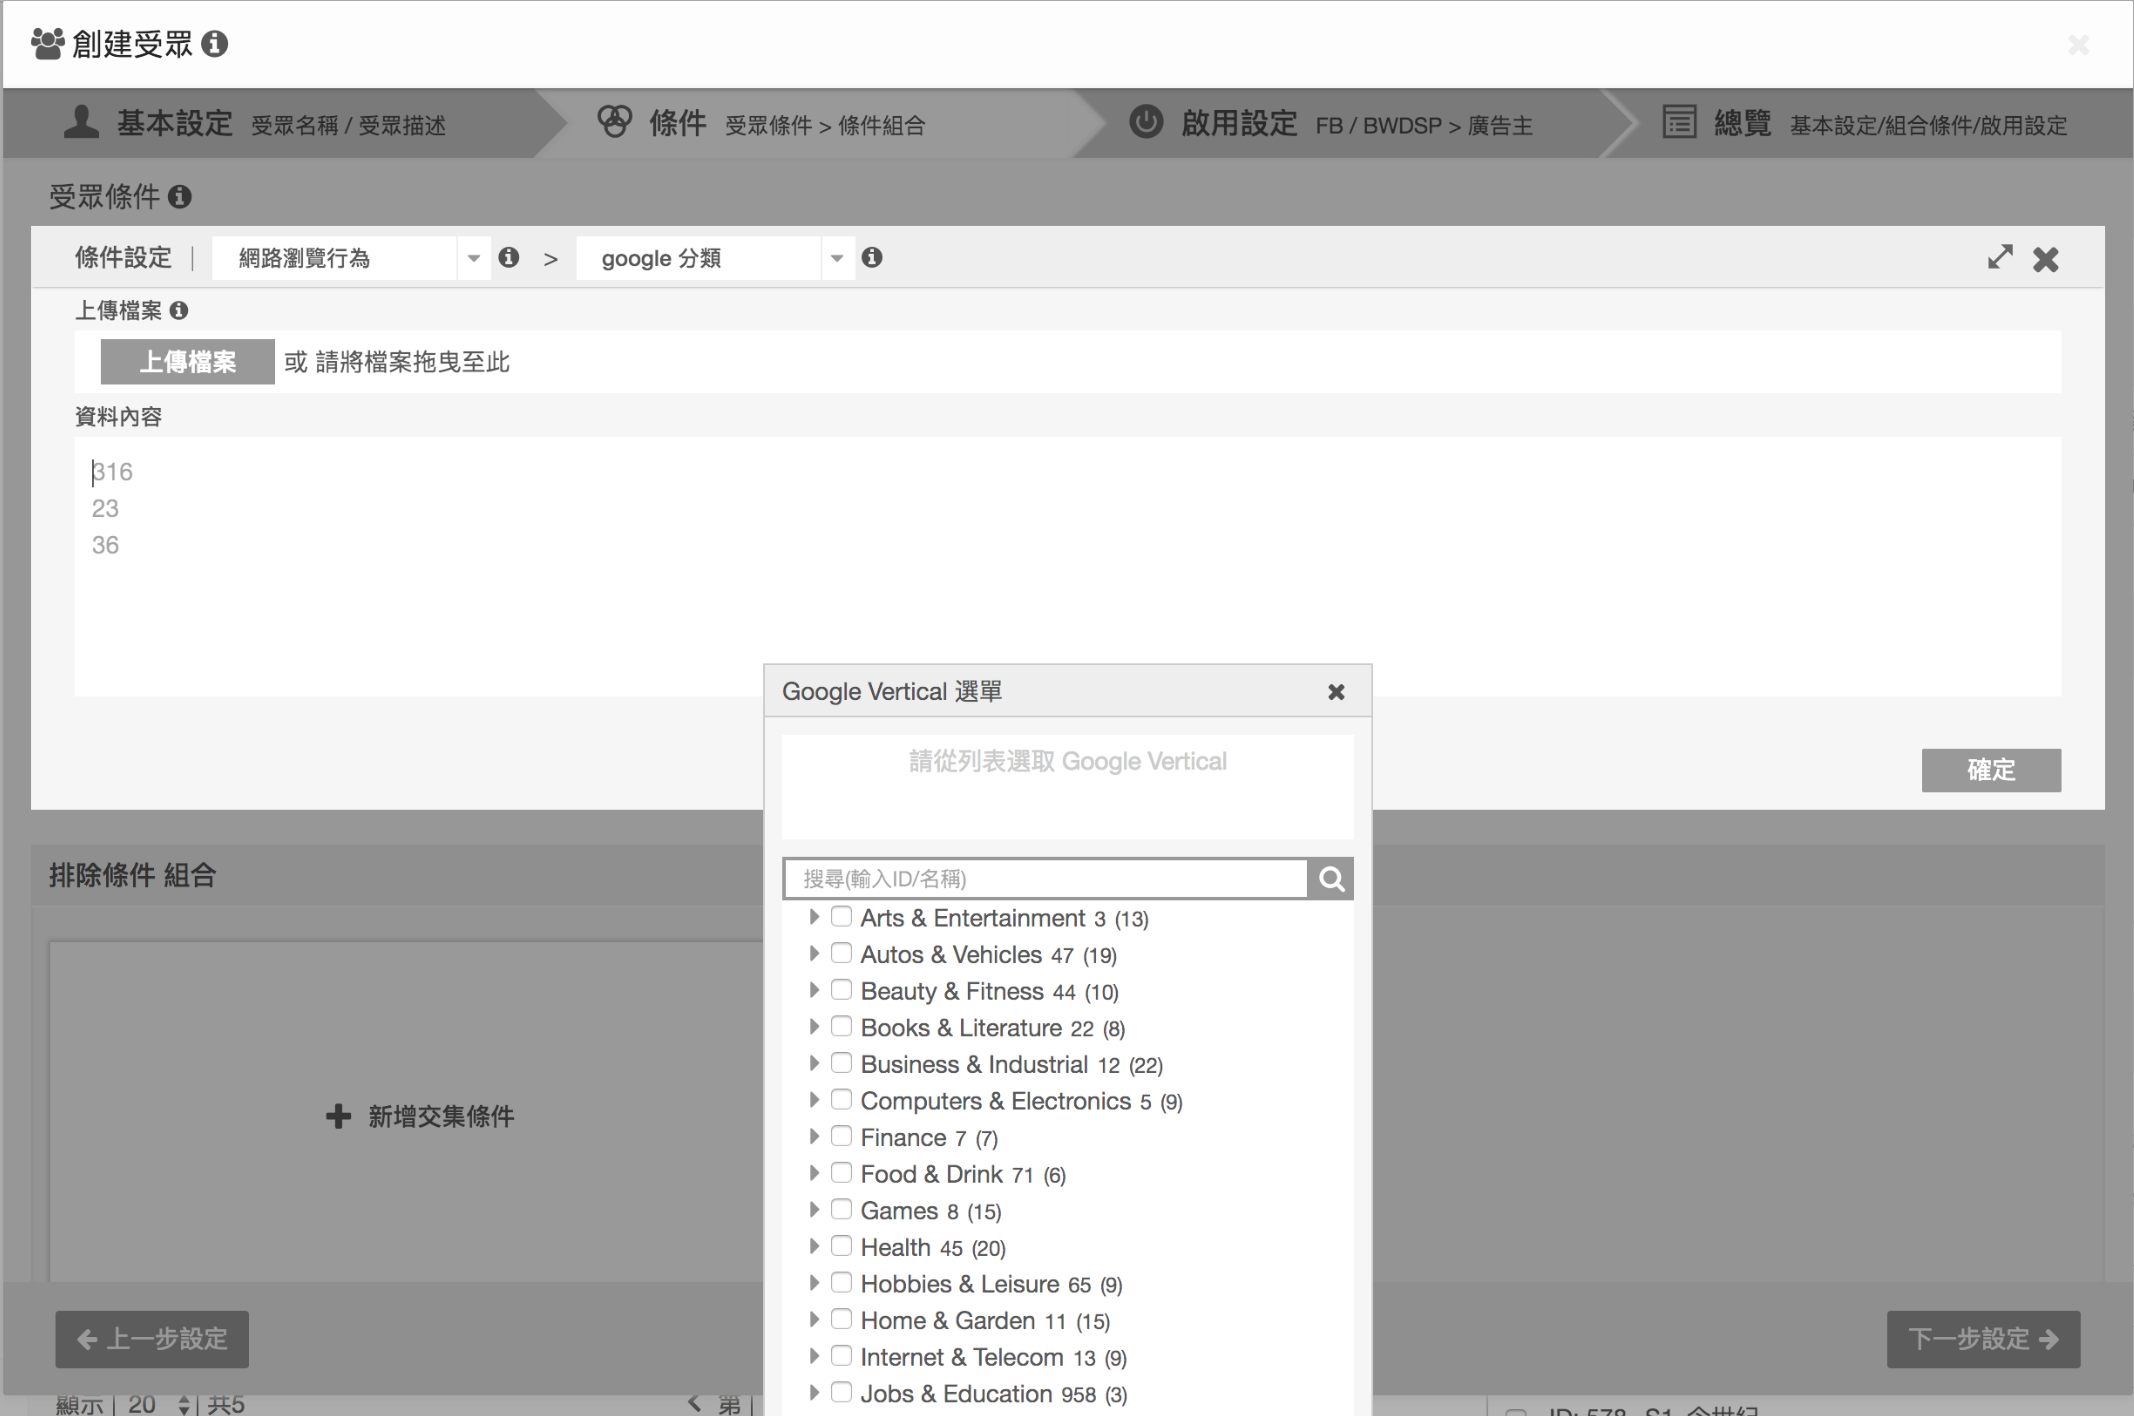 創建受眾
基本設定 受眾名稱 / 受眾描述
條件 受眾條件 > 條件組合
啟用設定 FB / BWDSP > 廣告主
總覽 基本設定/組合條件/啟用設定
受眾條件
條件設定 | 網路瀏覽行為 > google 分類
上傳檔案
上傳檔案 或 請將檔案拖曳至此
資料內容
316
23
36
Google Vertical 選單
請從列表選取 Google Vertical
確定
搜尋(輸入ID/名稱)
Arts & Entertainment 3 (13)
Autos & Vehicles 47 (19)
Beauty & Fitness 44 (10)
Books & Literature 22 (8)
Business & Industrial 12 (22)
Computers & Electronics 5 (9)
Finance 7 (7)
Food & Drink 71 (6)
Games 8 (15)
Health 45 (20)
Hobbies & Leisure 65 (9)
Home & Garden 11 (15)
Internet & Telecom 13 (9)
Jobs & Education 958 (3)
排除條件 組合
新增交集條件
上一步設定
下一步設定
顯示 | 20 | 共5
第